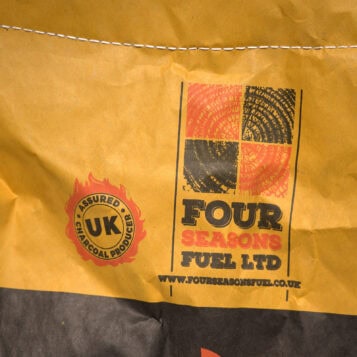 ASSURED
UK
CHARCOAL PRODUCER
FOUR
SEASONS
FUEL LTD
WWW.FOURSEASONSFUEL.CO.UK